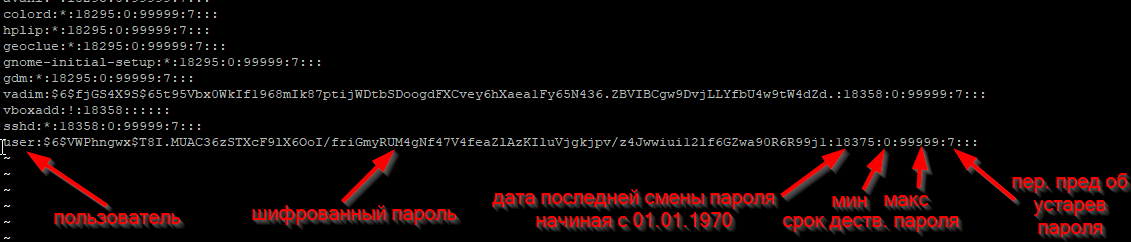 colord:*:18295:0:99999:7:::
hplip:*:18295:0:99999:7:::
geoclue:*:18295:0:99999:7:::
gnome-initial-setup:*:18295:0:99999:7:::
gdm:*:18295:0:99999:7:::
vadim:$6$fjGS4X9S$65t95Vbx0WkIf1968mIk87ptijWDtbSDoogdFXCvey6hXaea1Fy65N436.ZBVIBCgw9DvjLLYfbU4w9tW4dZd.:18358:0:99999:7:::
vboxadd:!:18358::::::
sshd:*:18358:0:99999:7:::
user:$6$VWPhngwx$T8I.MUAC36zSTXcF9lX6OoI/friGmyRUM4gNf47V4feaZlAzKIluVjgkjpv/z4Jwwiuil2lf6GZwa90R6R99jl:18375:0:99999:7:::
~
~
~
~
~
~
пользователь
шифрованный пароль
дата последней смены пароля
начиная с 01.01.1970
мин макс
срок деств. пароля
пер. пред об
устарев
пароля